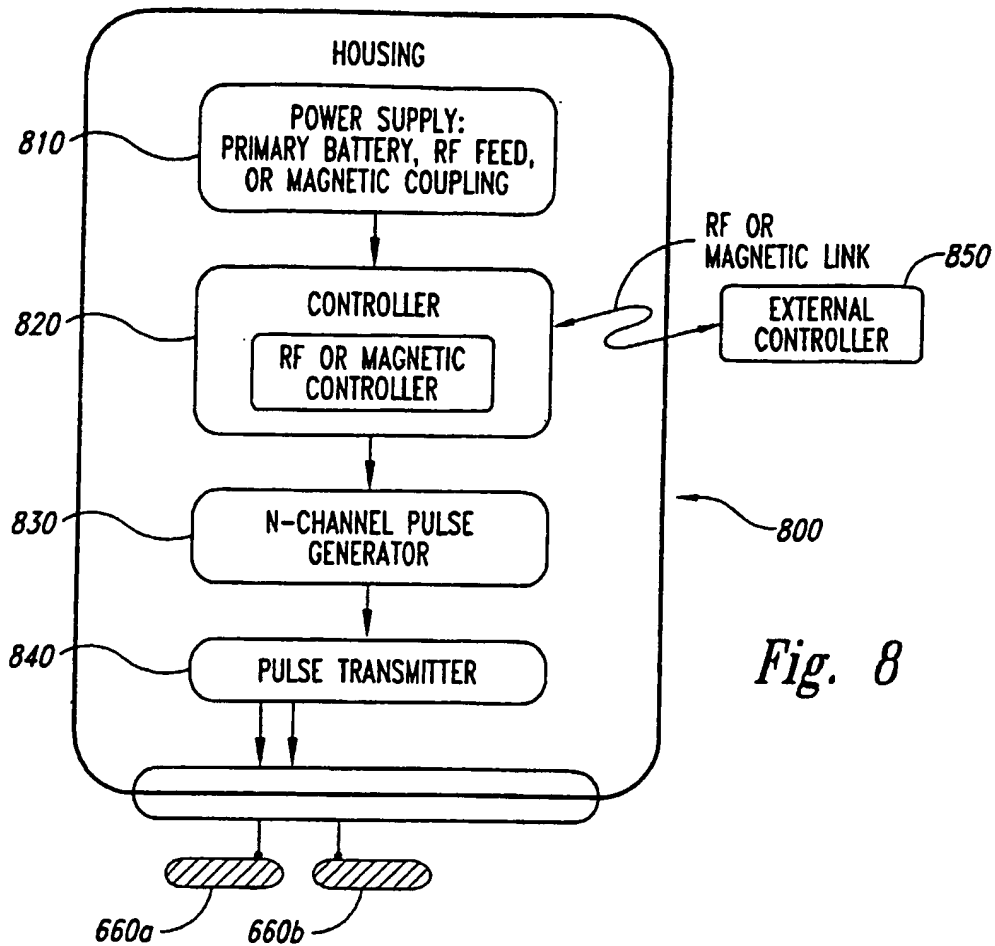 HOUSING
810
POWER SUPPLY:
PRIMARY BATTERY, RF FEED,
OR MAGNETIC COUPLING
RF OR
MAGNETIC LINK
850
820
CONTROLLER
RF OR MAGNETIC
CONTROLLER
EXTERNAL
CONTROLLER
830
N-CHANNEL PULSE
GENERATOR
800
840
PULSE TRANSMITTER
Fig. 8
660a
660b